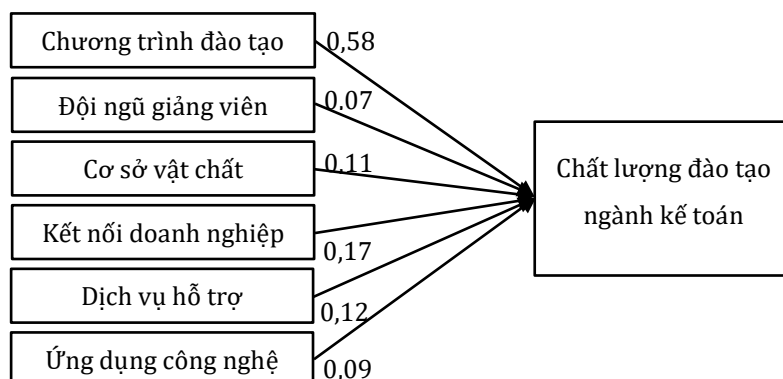 Chương trình đào tạo
0,58
Đội ngũ giảng viên
0,07
Cơ sở vật chất
0,11
Kết nối doanh nghiệp
0,17
Dịch vụ hỗ trợ
0,12
Ứng dụng công nghệ
0,09
Chất lượng đào tạo
ngành kế toán